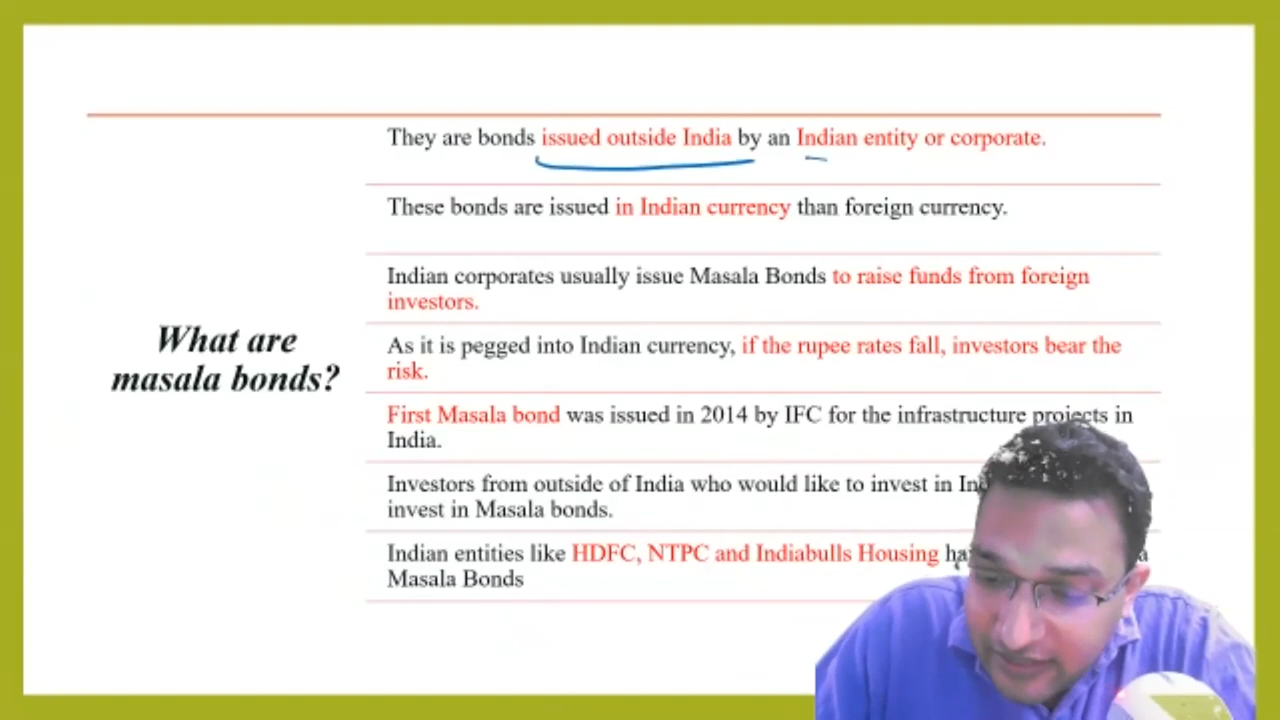 What are
masala bonds?
They are bonds issued outside India by an Indian entity or corporate.
These bonds are issued in Indian currency than foreign currency.
Indian corporates usually issue Masala Bonds to raise funds from foreign
investors.
As it is pegged into Indian currency, if the rupee rates fall, investors bear the
risk.
First Masala bond was issued in 2014 by IFC for the infrastructure projects in
India.
Investors from outside of India who would like to invest in
invest in Masala bonds.
Indian entities like HDFC, NTPC and Indiabulls Housing
Masala Bonds